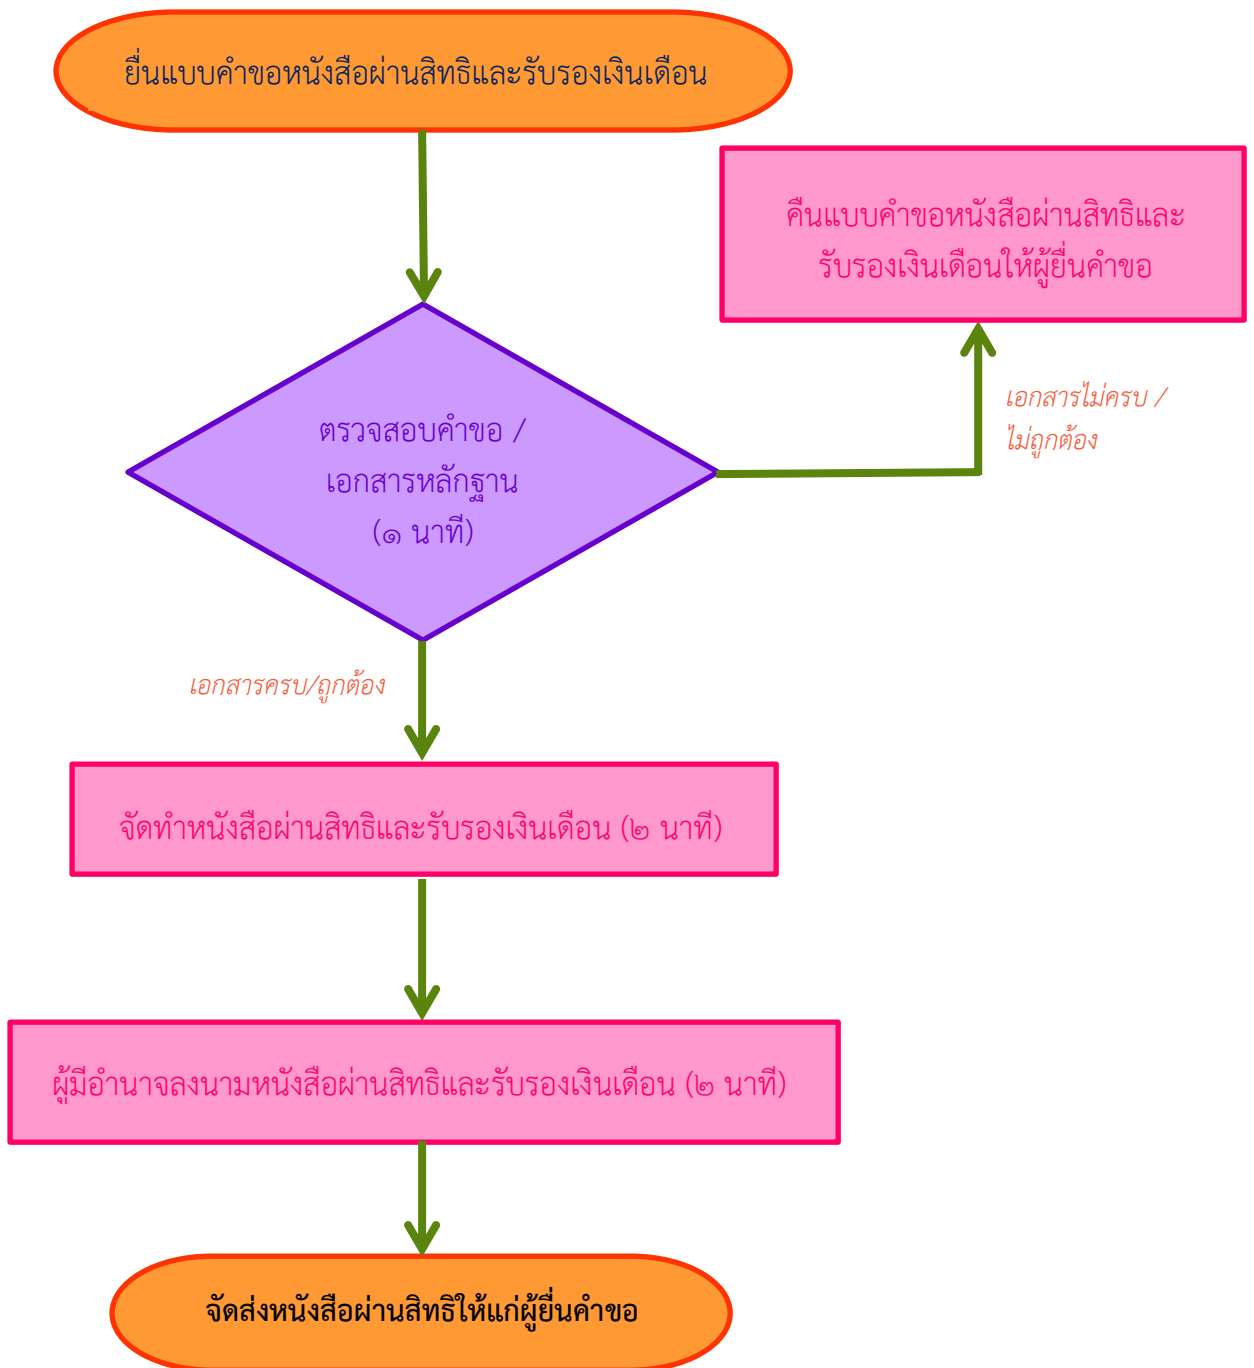 ยื่นแบบคำขอหนังสือผ่านสิทธิและรับรองเงินเดือน
คืนแบบคำขอหนังสือผ่านสิทธิและ
รับรองเงินเดือนให้ผู้ยื่นคำขอ
เอกสารไม่ครบ /
ไม่ถูกต้อง
ตรวจสอบคำขอ /
เอกสารหลักฐาน
(๑ นาที)
เอกสารครบ/ถูกต้อง
จัดทำหนังสือผ่านสิทธิและรับรองเงินเดือน (๒ นาที)
ผู้มีอำนาจลงนามหนังสือผ่านสิทธิและรับรองเงินเดือน (๒ นาที)
จัดส่งหนังสือผ่านสิทธิให้แก่ผู้ยื่นคำขอ